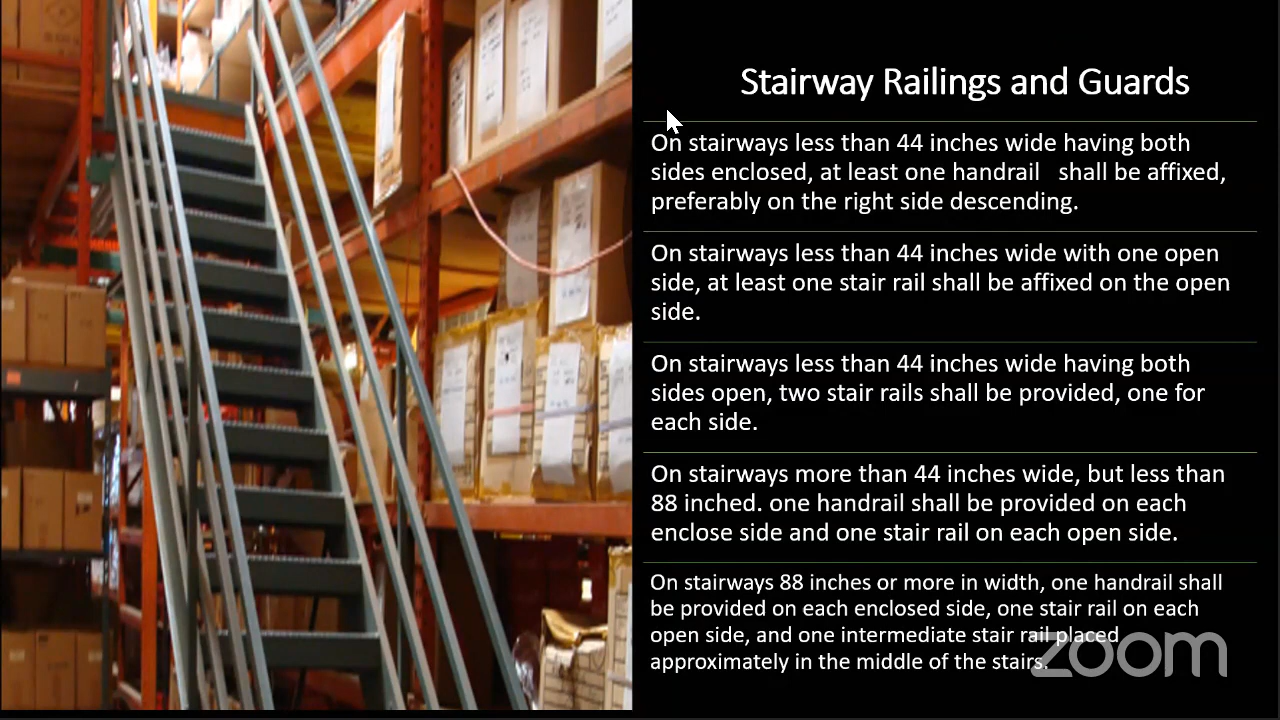 Stairway Railings and Guards
On stairways less than 44 inches wide having both
sides enclosed, at least one handrail   shall be affixed,
preferably on the right side descending.
On stairways less than 44 inches wide with one open
side, at least one stair rail shall be affixed on the open
side.
On stairways less than 44 inches wide having both
sides open, two stair rails shall be provided, one for
each side.
On stairways more than 44 inches wide, but less than
88 inched. one handrail shall be provided on each
enclose side and one stair rail on each open side.
On stairways 88 inches or more in width, one handrail shall
be provided on each enclosed side, one stair rail on each
open side, and one intermediate stair rail placed
approximately in the middle of the stairs.
zoom